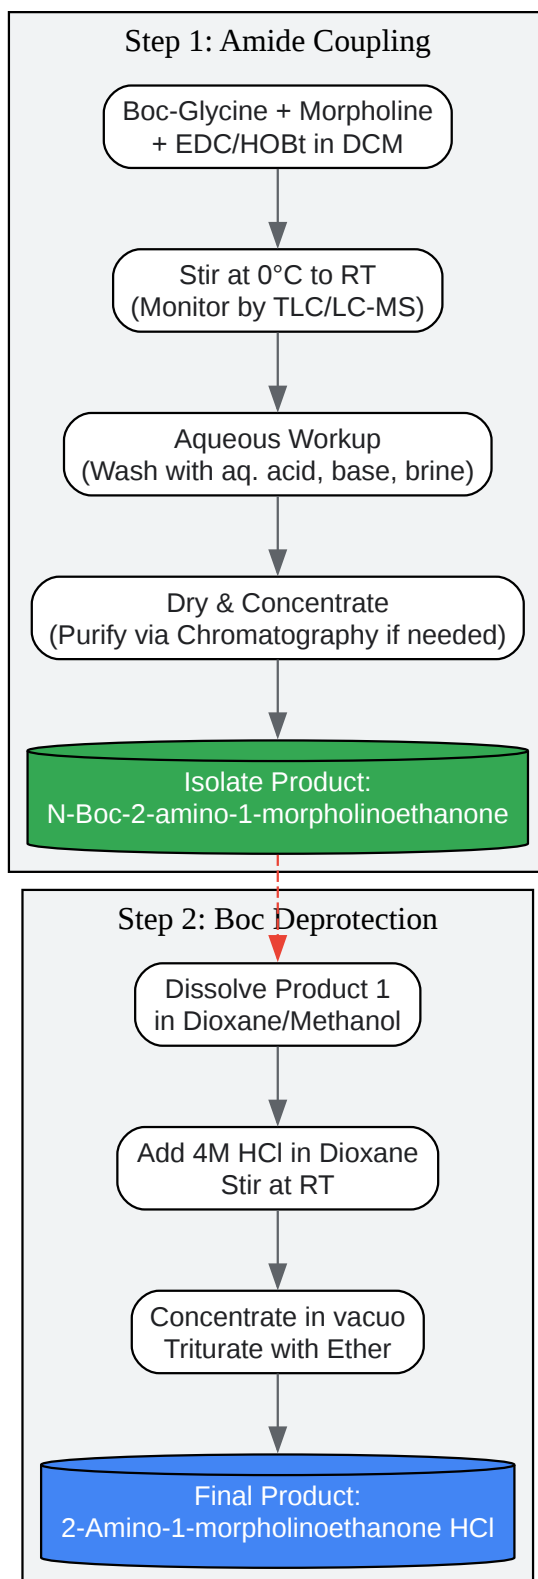 Step 1: Amide Coupling
Boc-Glycine + Morpholine
+ EDC/HOBt in DCM
Stir at 0°C to RT
(Monitor by TLC/LC-MS)
Aqueous Workup
(Wash with aq. acid, base, brine)
Dry & Concentrate
(Purify via Chromatography if needed)
Isolate Product:
N-Boc-2-amino-1-morpholinoethanone
Step 2: Boc Deprotection
Dissolve Product 1
in Dioxane/Methanol
Add 4M HCl in Dioxane
Stir at RT
Concentrate in vacuo
Triturate with Ether
Final Product:
2-Amino-1-morpholinoethanone HCl